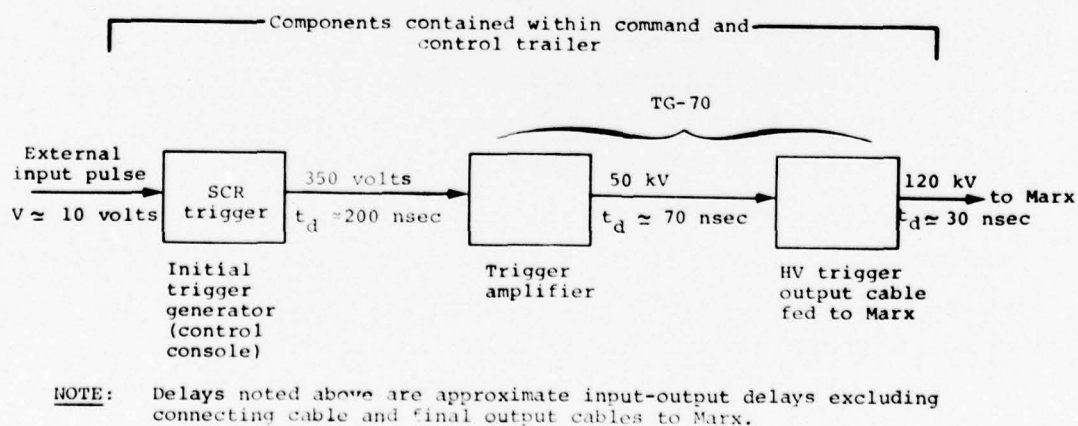 Components contained within command and
control trailer
TG-70
External
input pulse
V ≃ 10 volts
SCR
trigger
350 volts
t_d ≃200 nsec
50 kV
t_d ≃ 70 nsec
120 kV
t_d ≃ 30 nsec
to Marx
Initial
trigger
generator
(control
console)
Trigger
amplifier
HV trigger
output cable
fed to Marx
NOTE: Delays noted above are approximate input-output delays excluding
connecting cable and final output cables to Marx.